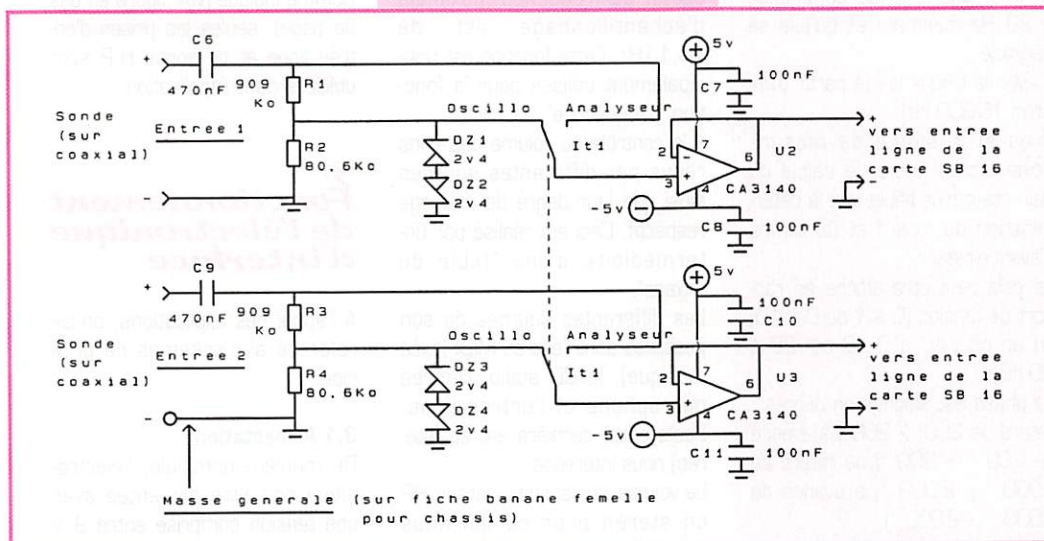 C6
+
470nF
909
Ko
R1
Sonde
(sur
coaxial)
Entree 1
R2
80,6Ko
DZ1
2v4
DZ2
2v4
Oscillo
Analyseur
It1
5v
C7
100nF
2
7
6
U2
3
4
CA3140
-5v
C8
100nF
+
vers entree
ligne de la
carte SB 16
C9
+
470nF
909
Ko
R3
Sonde
(sur
coaxial)
Entree 2
R4
80,6Ko
-
DZ3
2v4
DZ4
2v4
Oscillo
Analyseur
It1
5v
100nF
C10
2
7
6
U3
3
4
CA3140
-5v
C11
100nF
+
vers entree
ligne de la
carte SB 16
Masse generale (sur fiche banane femelle
pour chassis)